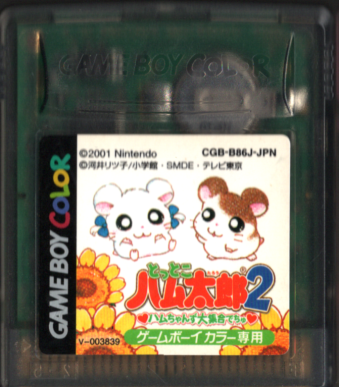 GAME BOY COLOR
©2001 Nintendo
CGB-B86J-JPN
©河井リツ子/小学館・SMDE・テレビ東京
GAME BOY COLOR
とっとこ
ハム太郎2
ハムちゃんず大集合でちゅ
ゲームボーイカラー専用
V-003839